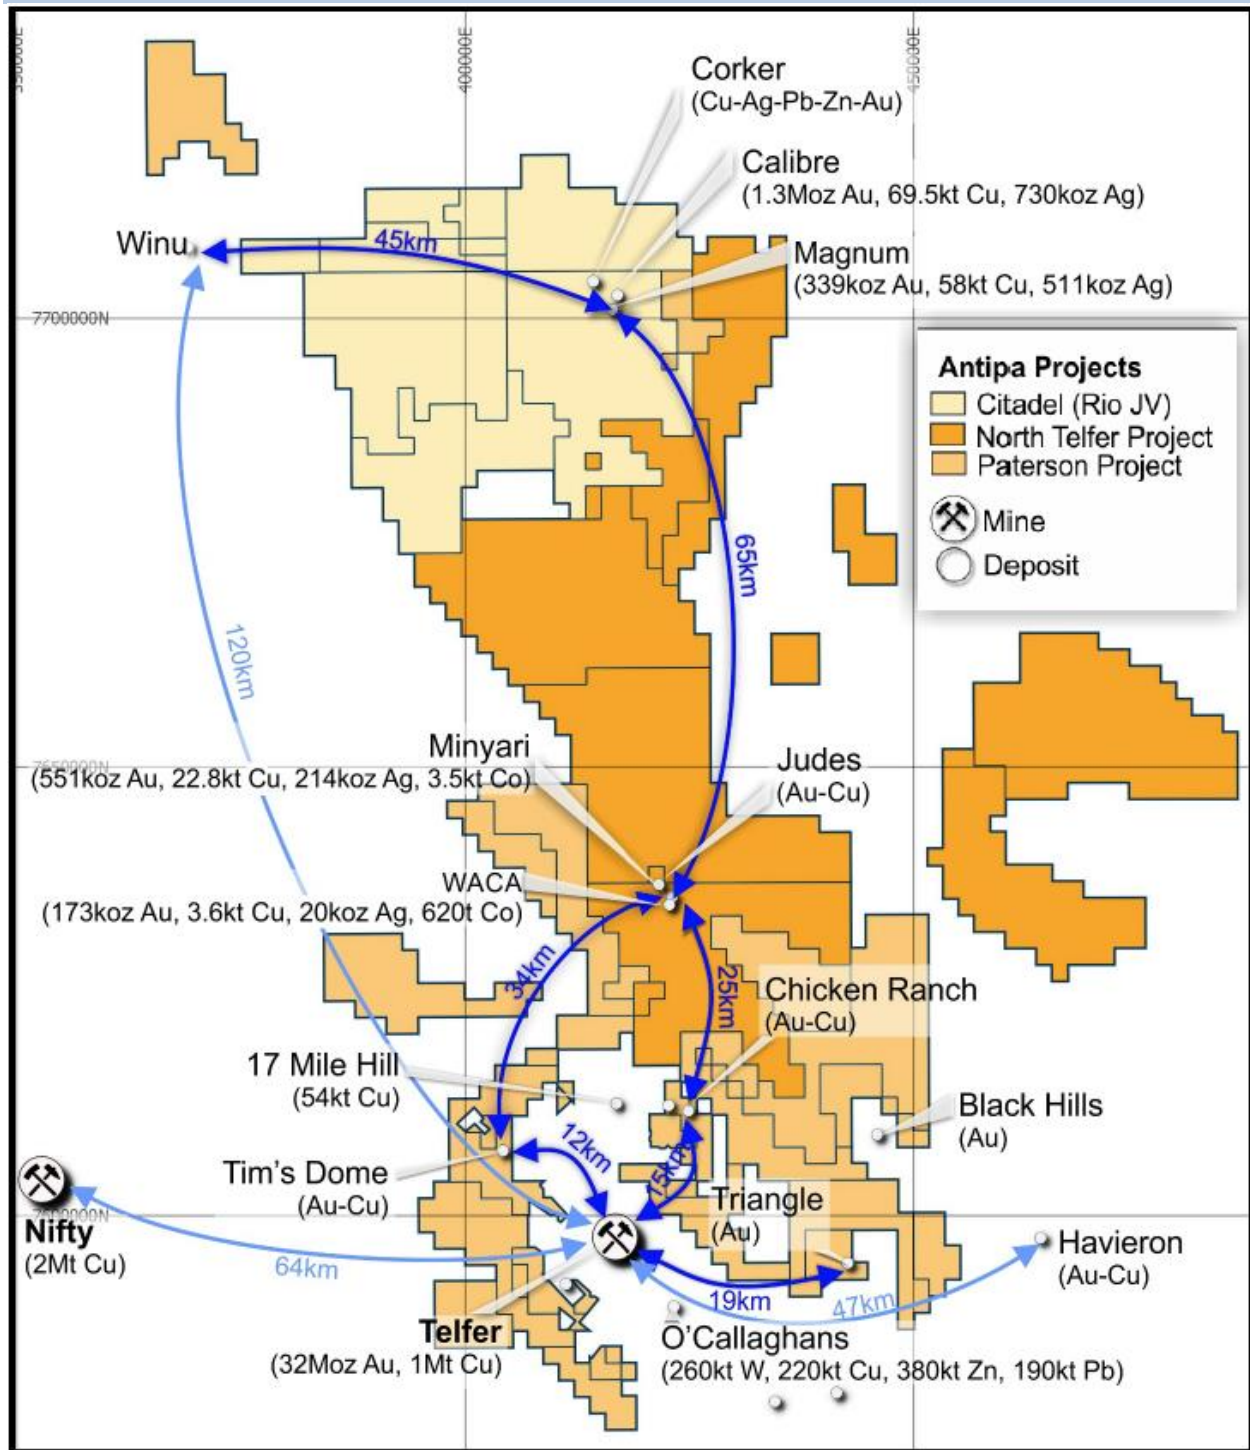 350000E
400000E
450000E
Corker
(Cu-Ag-Pb-Zn-Au)
Calibre
(1.3Moz Au, 69.5kt Cu, 730koz Ag)
Winu
45km
Magnum
(339koz Au, 58kt Cu, 511koz Ag)
7700000N
Antipa Projects
Citadel (Rio JV)
North Telfer Project
Paterson Project
Mine
Deposit
65km
120km
Minyari
(551koz Au, 22.8kt Cu, 214koz Ag, 3.5kt Co)
7650000N
Judes
(Au-Cu)
WACA
(173koz Au, 3.6kt Cu, 20koz Ag, 620t Co)
34km
25km
Chicken Ranch
(Au-Cu)
17 Mile Hill
(54kt Cu)
Black Hills
(Au)
12km
15km
Tim's Dome
(Au-Cu)
Triangle
(Au)
7600000N
Nifty
(2Mt Cu)
64km
Havieron
(Au-Cu)
19km
47km
Telfer
(32Moz Au, 1Mt Cu)
O'Callaghans
(260kt W, 220kt Cu, 380kt Zn, 190kt Pb)